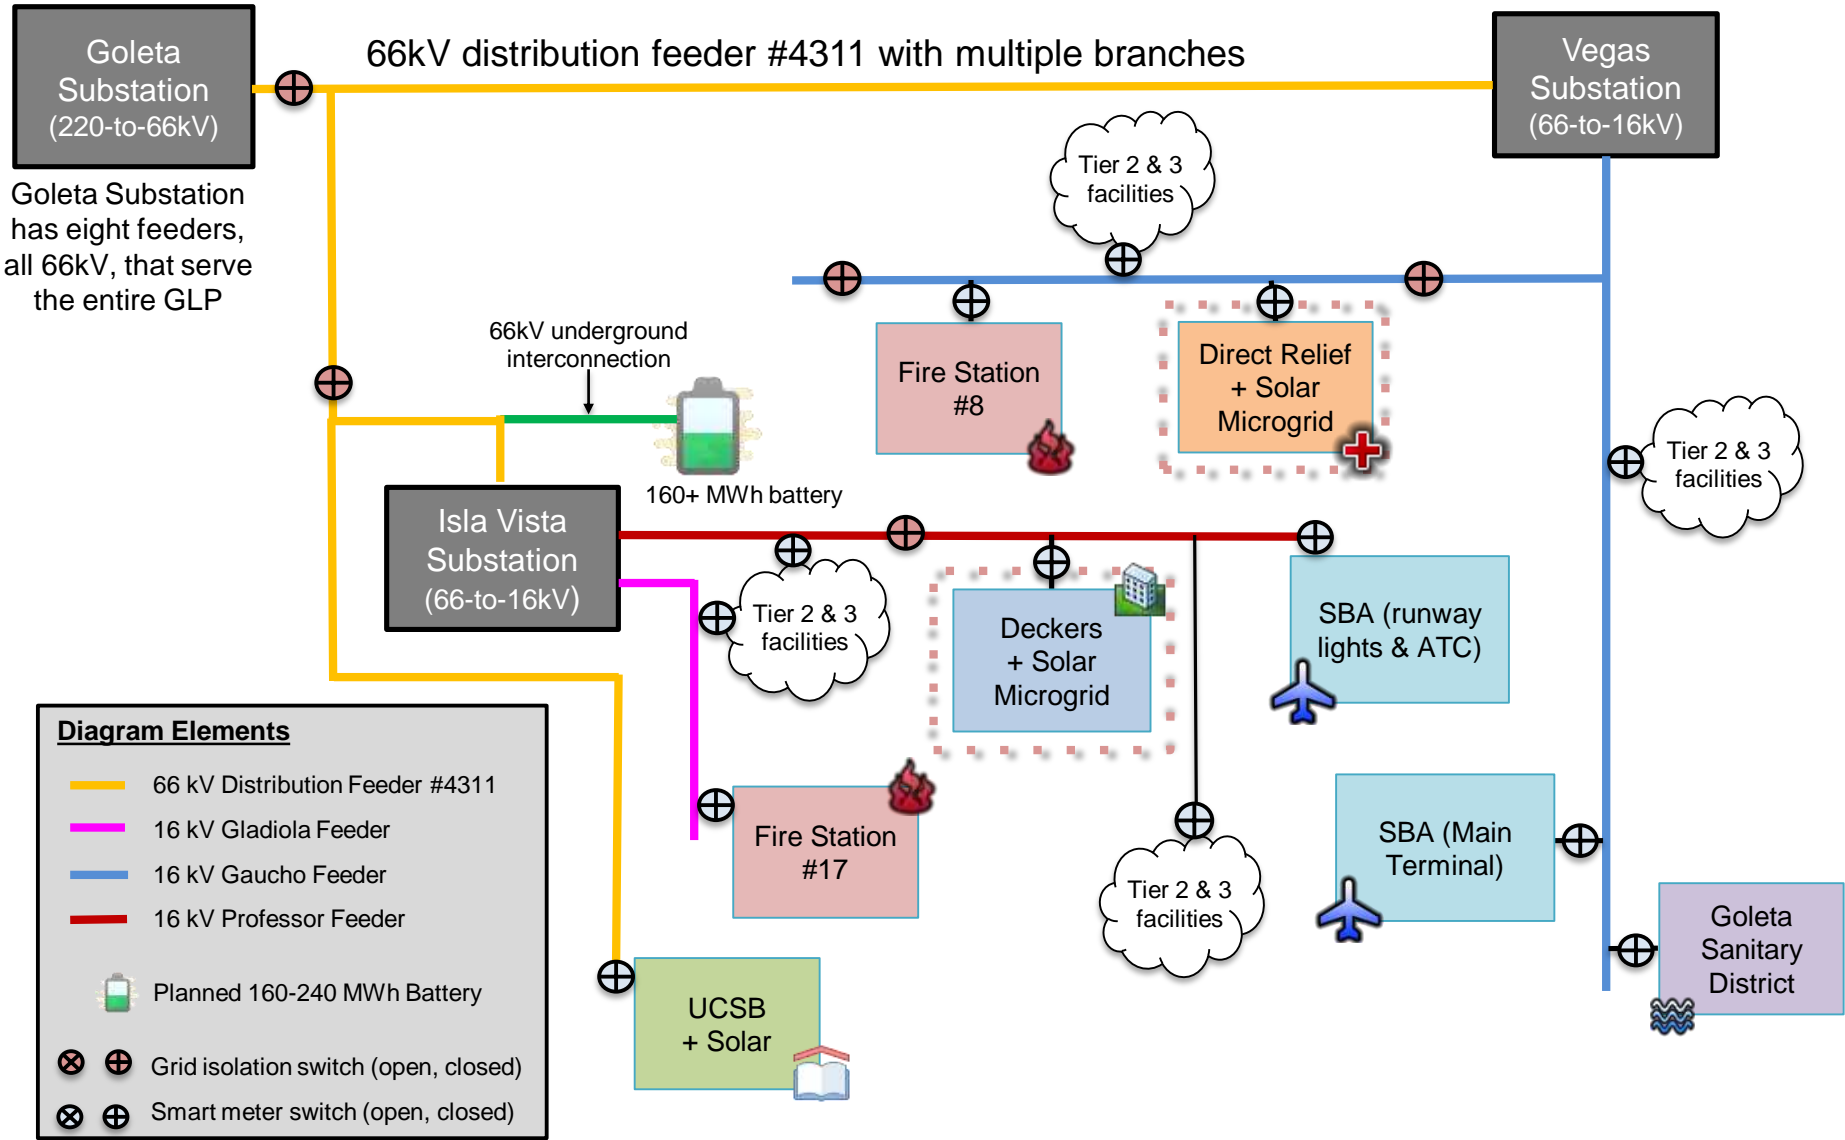 Goleta
Substation
(220-to-66kV)
66kV distribution feeder #4311 with multiple branches
Vegas
Substation
(66-to-16kV)
Goleta Substation
has eight feeders,
all 66kV, that serve
the entire GLP
Tier 2 & 3
facilities
66kV underground
interconnection
160+ MWh battery
Fire Station
#8
Direct Relief
+ Solar
Microgrid
Tier 2 & 3
facilities
Isla Vista
Substation
(66-to-16kV)
Tier 2 & 3
facilities
Deckers
+ Solar
Microgrid
SBA (runway
lights & ATC)
Fire Station
#17
Tier 2 & 3
facilities
SBA (Main
Terminal)
Goleta
Sanitary
District
UCSB
+ Solar
Diagram Elements
66 kV Distribution Feeder #4311
16 kV Gladiola Feeder
16 kV Gaucho Feeder
16 kV Professor Feeder
Planned 160-240 MWh Battery
Grid isolation switch (open, closed)
Smart meter switch (open, closed)